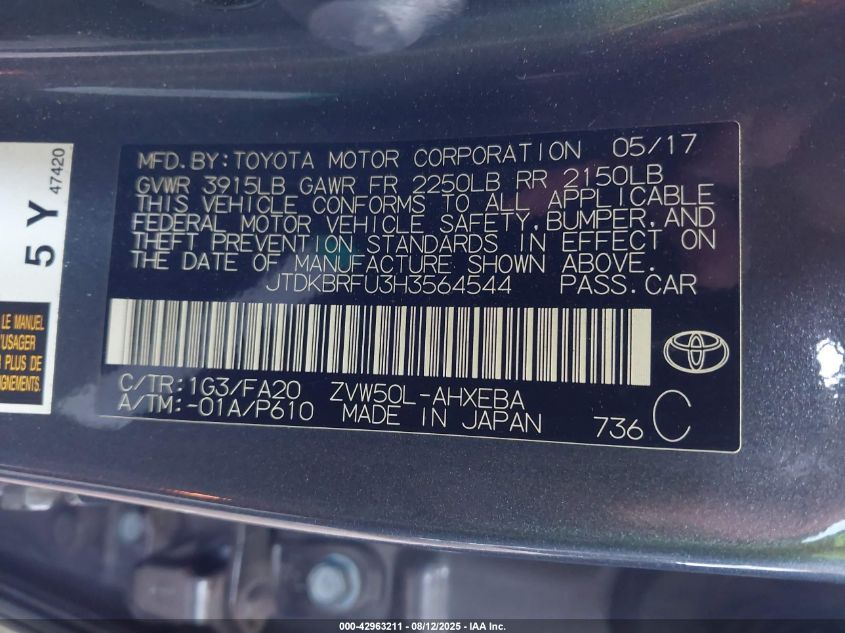 MFD.BY:TOYOTA MOTOR CORPORATION 05/17
GVWR 3915LB GAWR FR 2250LB RR 2150LB
THIS VEHICLE CONFORMS TO ALL APPLICABLE
FEDERAL MOTOR VEHICLE SAFETY, BUMPER, AND
THEFT PREVENTION STANDARDS IN EFFECT ON
THE DATE OF MANUFACTURE SHOWN ABOVE.
JTDKBRFU3H3564544 PASS.CAR
C/TR:1G3/FA20 ZVW50L-AHXEBA
A/TM:-01A/P610 MADE IN JAPAN 736 C
5 Y
47420
LE MANUEL
'USAGER
PLUS DE
IGNEMENTS
000-42963211 - 08/12/2025 - IAA Inc.